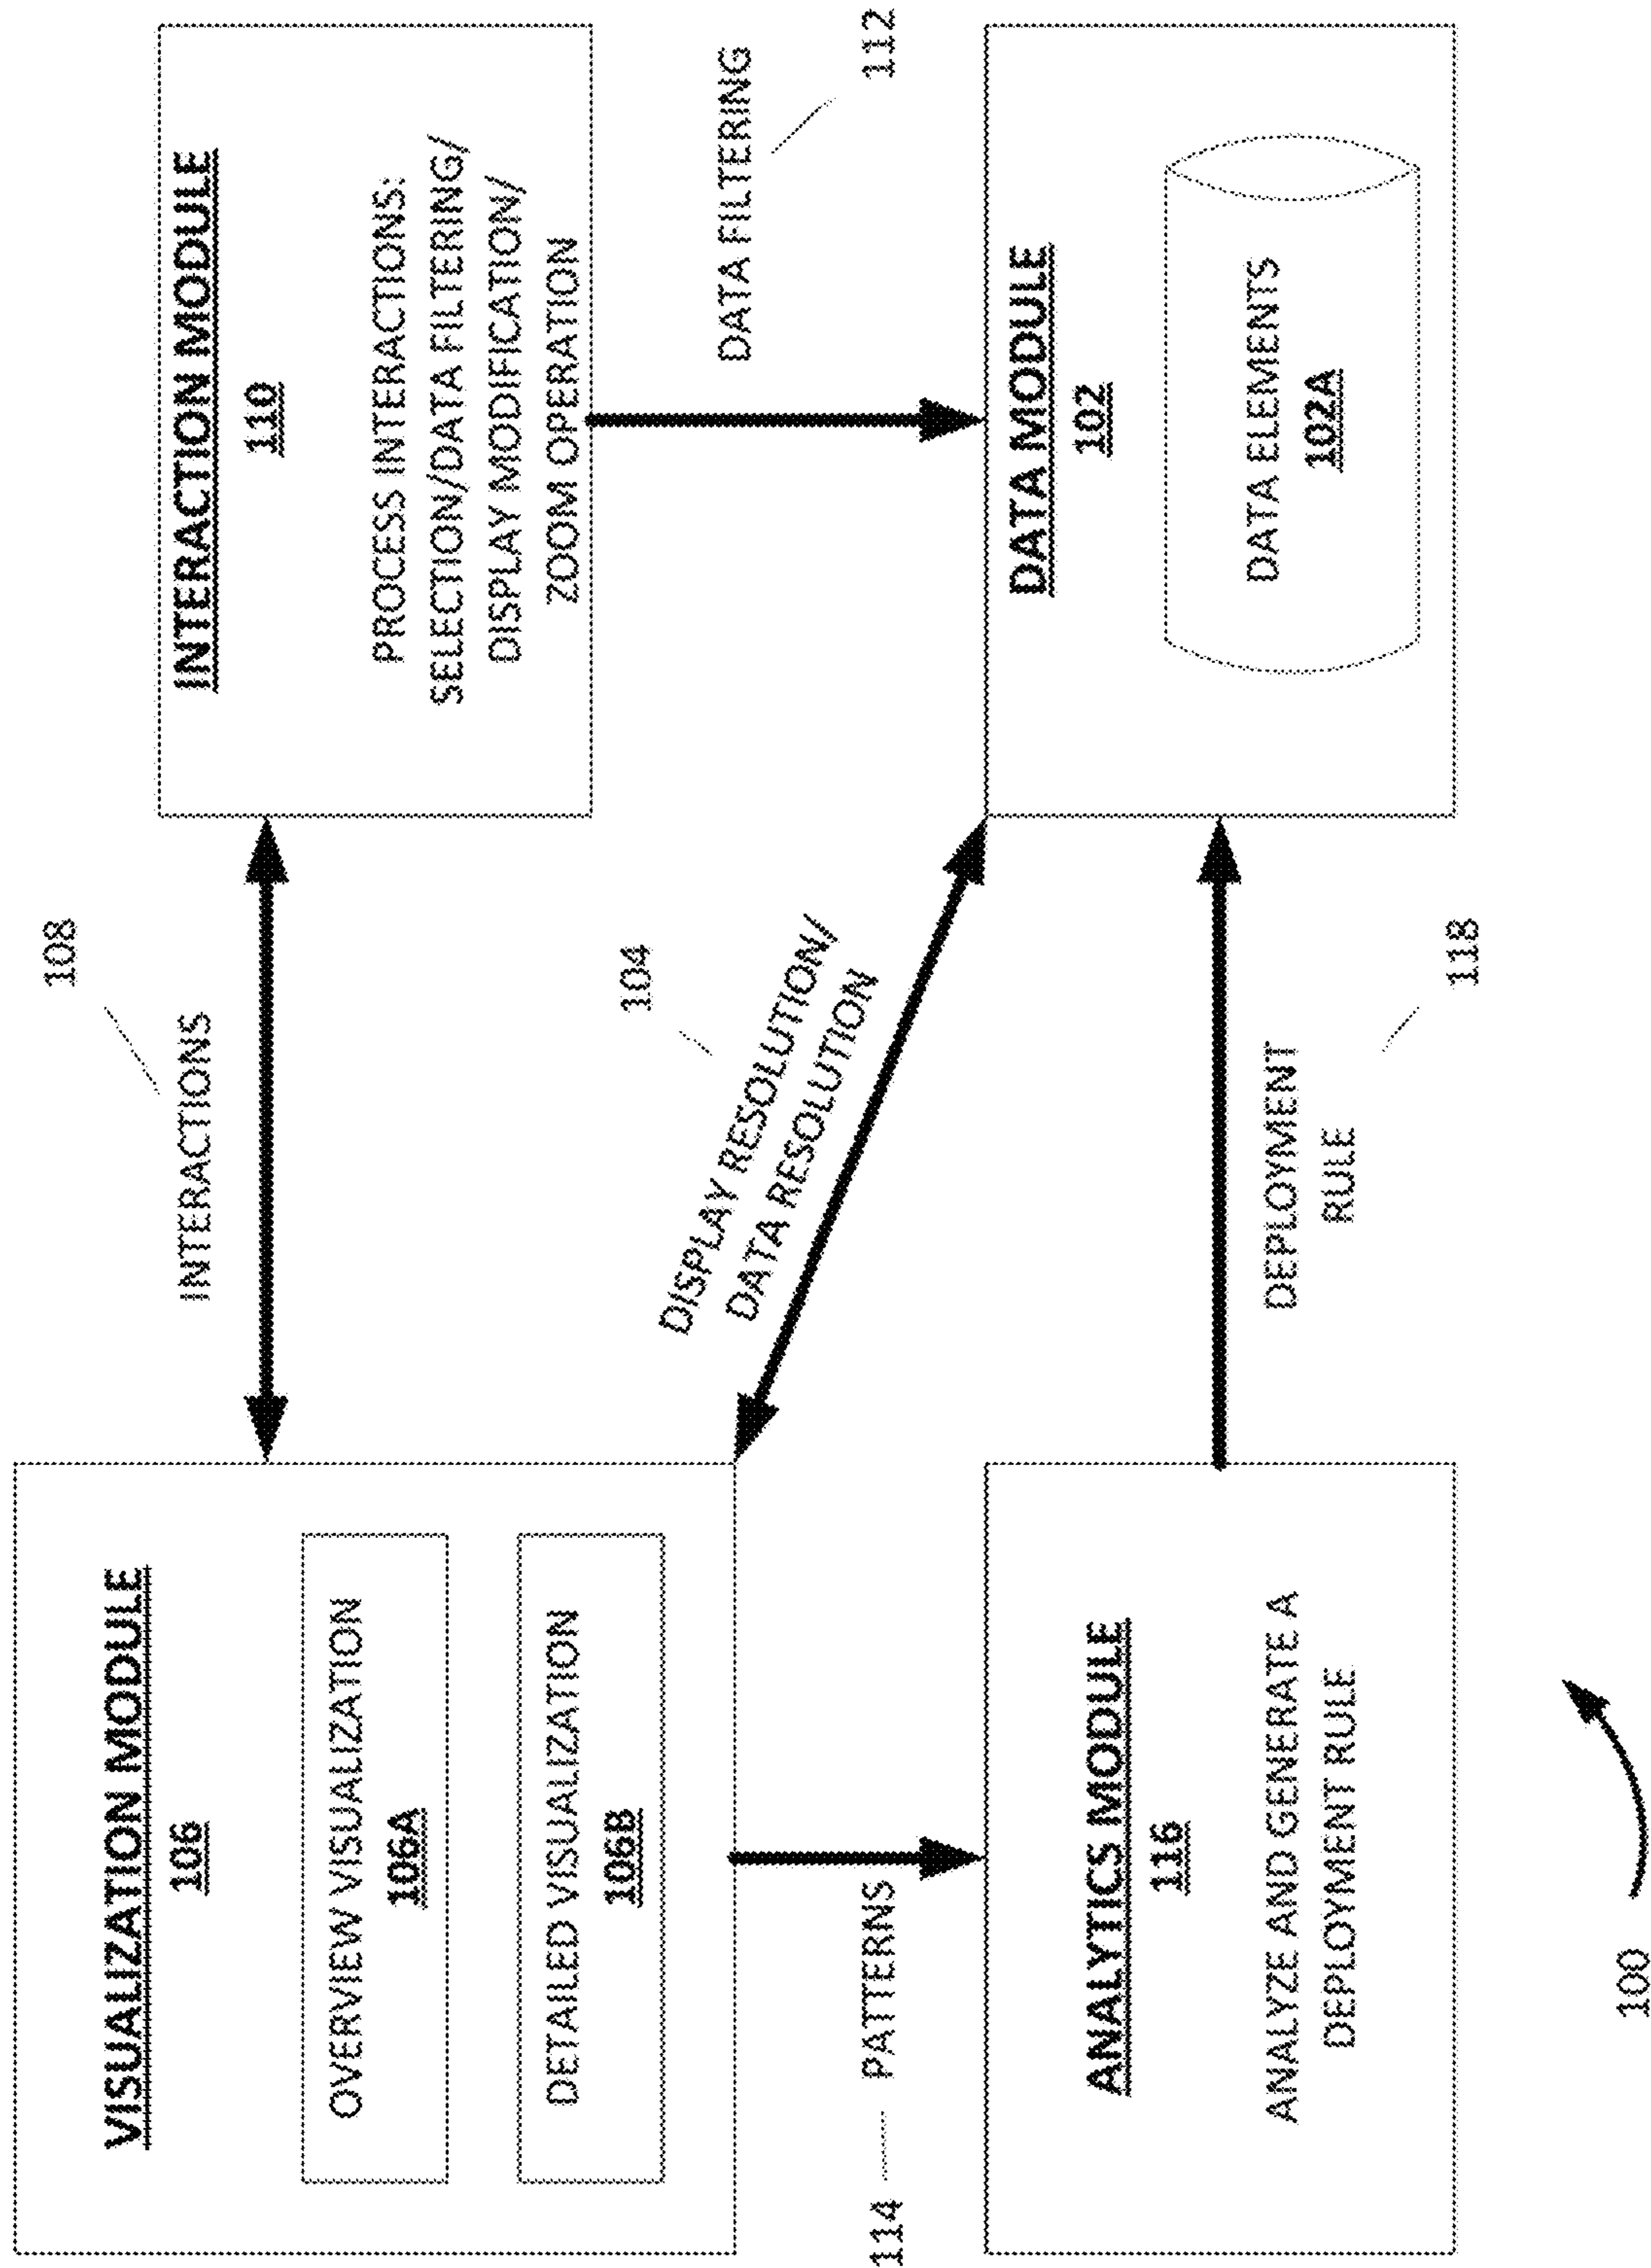 VISUALIZATION MODULE
106
OVERVIEW VISUALIZATION
106A
DETAILED VISUALIZATION
106B
108
INTERACTIONS
INTERACTION MODULE
110
PROCESS INTERACTIONS:
SELECTION/DATA FILTERING/
DISPLAY MODIFICATION/
ZOOM OPERATION
104
DISPLAY RESOLUTION/
DATA RESOLUTION
114
PATTERNS
DATA FILTERING
112
ANALYTICS MODULE
116
ANALYZE AND GENERATE A
DEPLOYMENT RULE
DEPLOYMENT
RULE
118
DATA MODULE
102
DATA ELEMENTS
102A
100